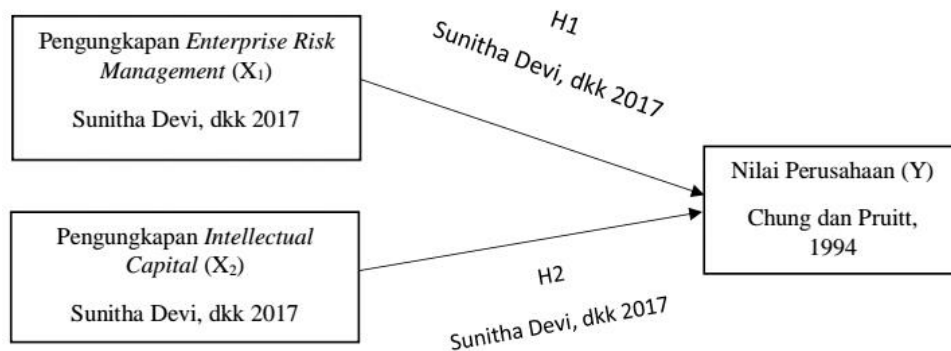 Pengungkapan Enterprise Risk
Management (X₁)
Sunitha Devi, dkk 2017
H1
Sunitha Devi, dkk 2017
Nilai Perusahaan (Y)
Chung dan Pruitt,
1994
Pengungkapan Intellectual
Capital (X₂)
Sunitha Devi, dkk 2017
H2
Sunitha Devi, dkk 2017